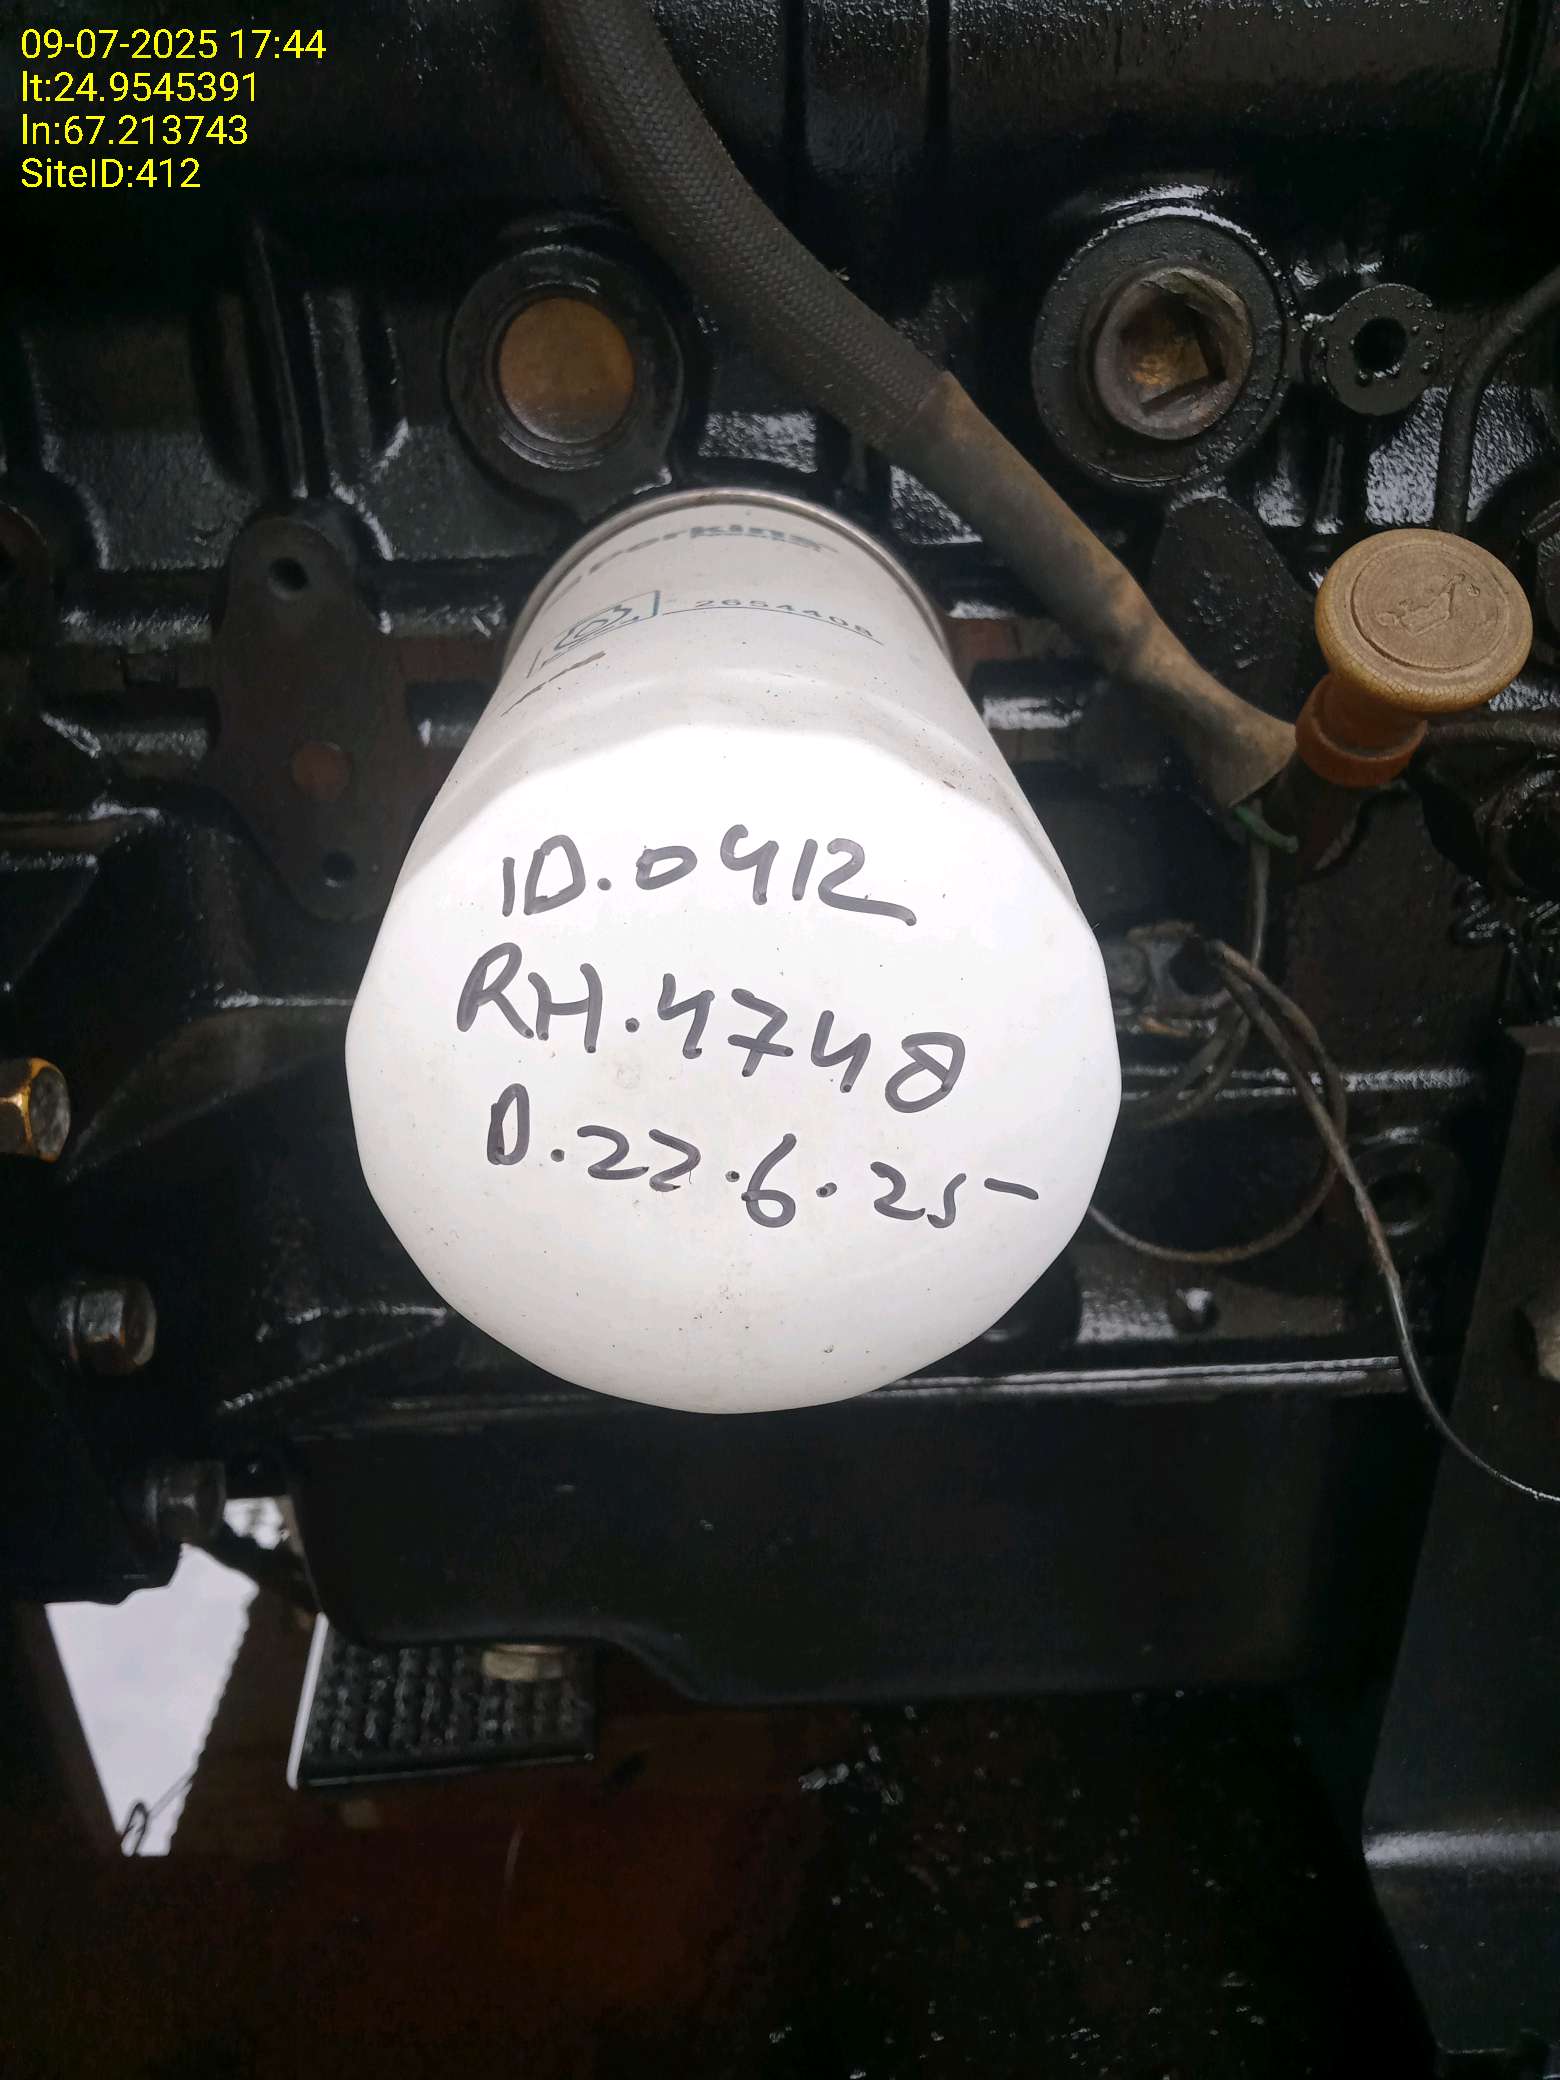 09-07-2025 17:44
lt:24.9545391
ln:67.213743
SiteID:412
Perkins
2654408
ID.0412
RH.4748
D.22.6.25